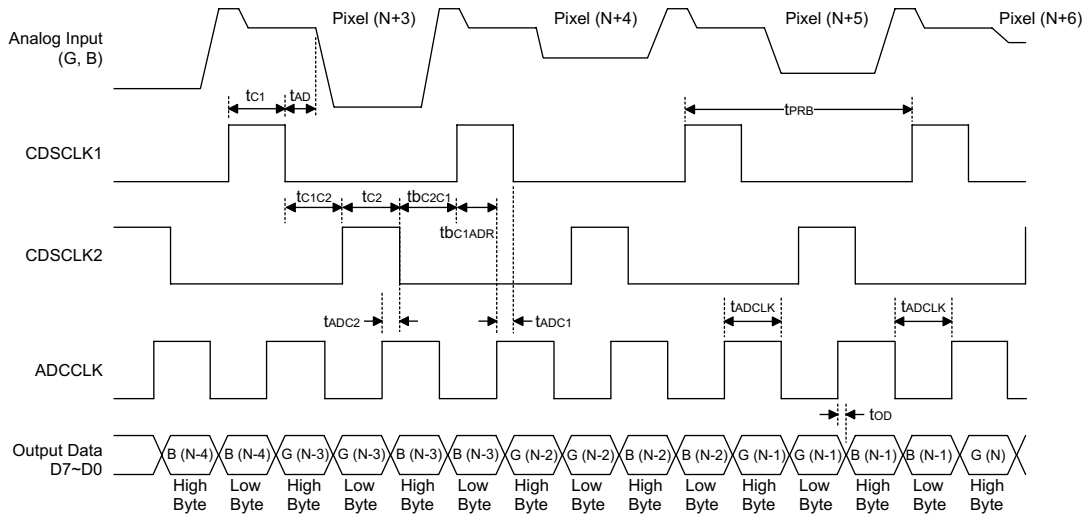 Pixel (N+3) Pixel (N+4) Pixel (N+5) Pixel (N+6)
Analog Input
(G, B)
tC1 tAD tPRB
CDSCLK1
tC1C2 tC2 tbC2C1
tbC1ADR
CDSCLK2
tADC2 tADC1 tADCLK tADCLK
ADCCLK
tOD
Output Data
D7~D0
B (N-4) B (N-4) G (N-3) G (N-3) B (N-3) B (N-3) G (N-2) G (N-2) B (N-2) B (N-2) G (N-1) G (N-1) B (N-1) B (N-1) G (N)
High Low High Low High Low High Low High Low High Low High Low High
Byte Byte Byte Byte Byte Byte Byte Byte Byte Byte Byte Byte Byte Byte Byte